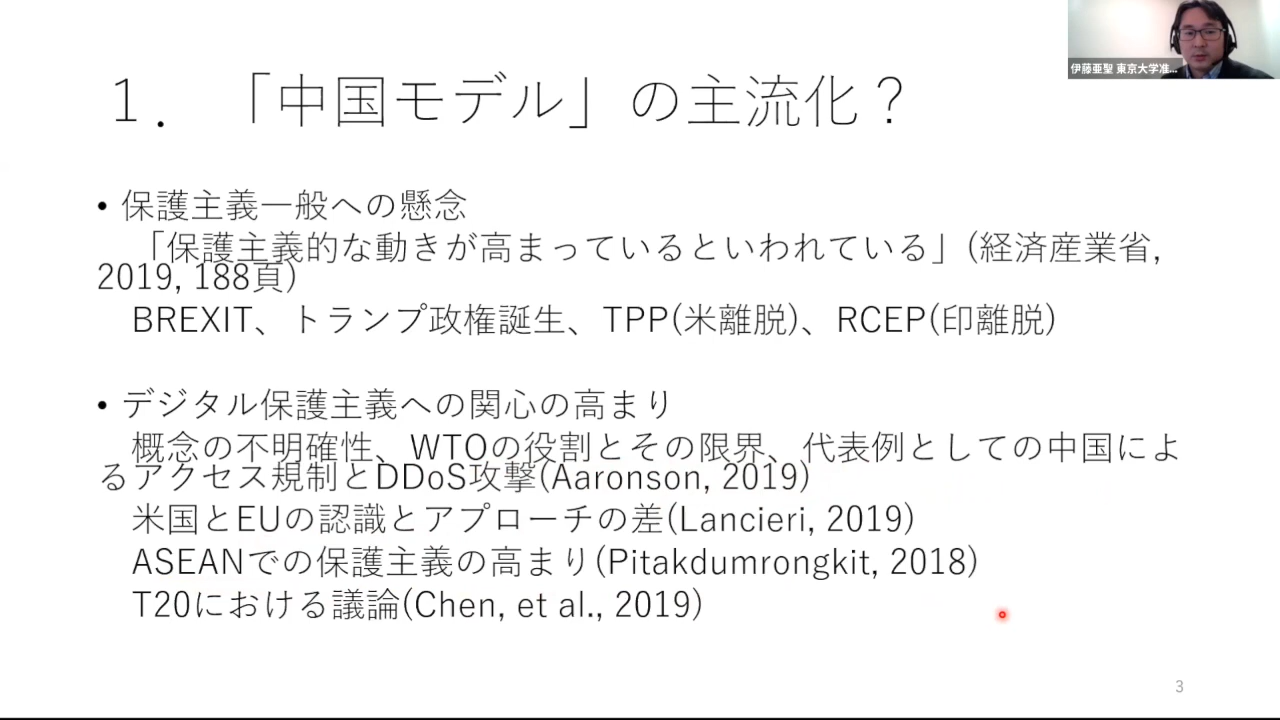 伊藤亜聖 東京大学准...
1．「中国モデル」の主流化？
• 保護主義一般への懸念
「保護主義的な動きが高まっているといわれている」(経済産業省,
2019, 188頁)
BREXIT、トランプ政権誕生、TPP(米離脱)、RCEP(印離脱)
• デジタル保護主義への関心の高まり
概念の不明確性、WTOの役割とその限界、代表例としての中国によ
るアクセス規制とDDoS攻撃(Aaronson, 2019)
米国とEUの認識とアプローチの差(Lancieri, 2019)
ASEANでの保護主義の高まり(Pitakdumrongkit, 2018)
T20における議論(Chen, et al., 2019)
3